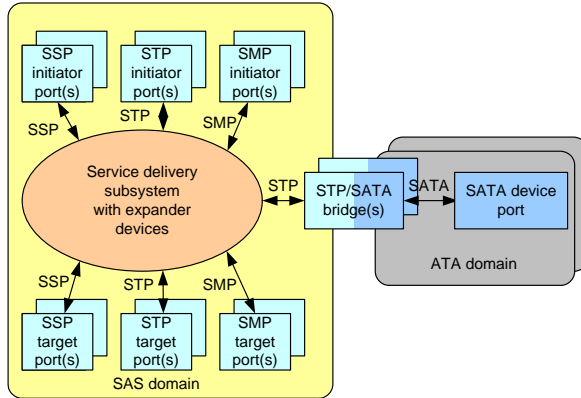 SSP
initiator
port(s)
STP
initiator
port(s)
SMP
initiator
port(s)
SSP
STP
SMP
Service delivery
subsystem
with expander
devices
STP
STP/SATA
bridge(s)
SATA
SATA device
port
ATA domain
SSP
STP
SMP
SSP
target
port(s)
STP
target
port(s)
SMP
target
port(s)
SAS domain